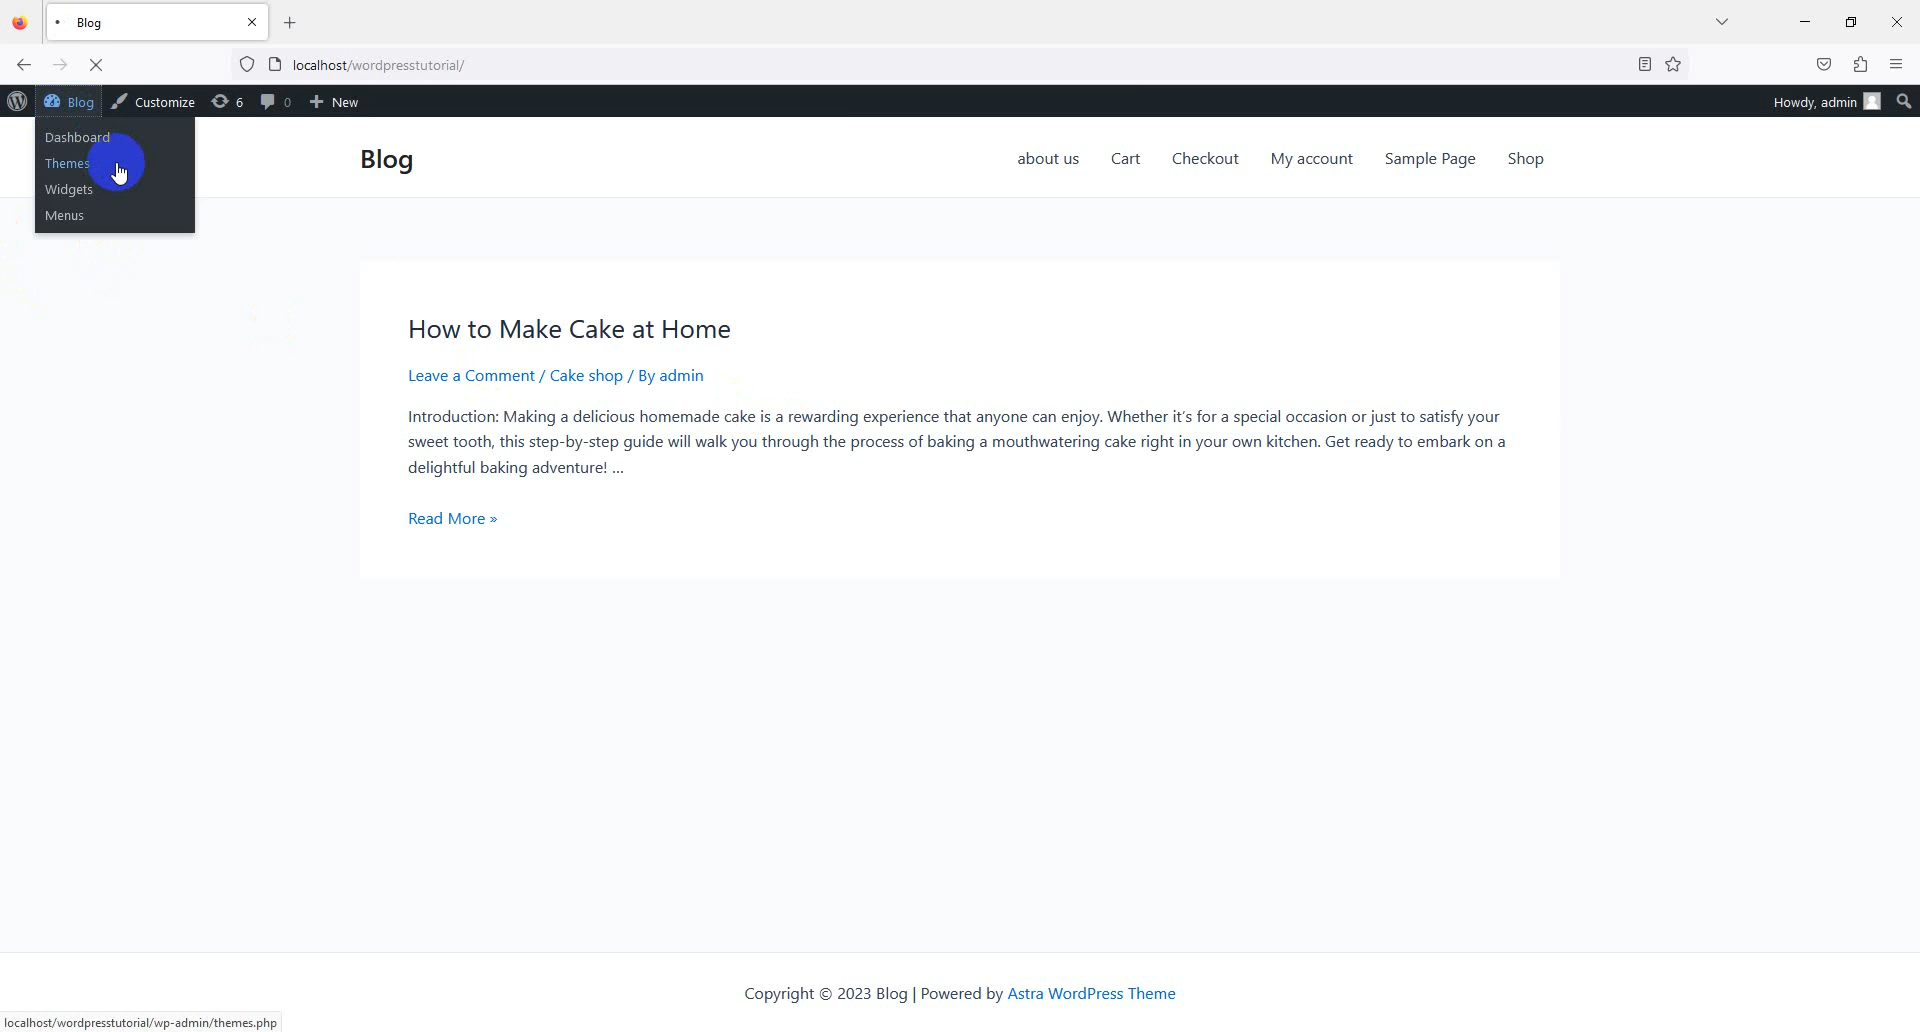 Blog
localhost/wordpresstutorial/
Blog Customize 6 0 New Howdy, admin
Dashboard
Themes
Widgets
Menus
Blog about us Cart Checkout My account Sample Page Shop
How to Make Cake at Home
Leave a Comment / Cake shop / By admin
Introduction: Making a delicious homemade cake is a rewarding experience that anyone can enjoy. Whether it's for a special occasion or just to satisfy your
sweet tooth, this step-by-step guide will walk you through the process of baking a mouthwatering cake right in your own kitchen. Get ready to embark on a
delightful baking adventure! ...
Read More »
Copyright © 2023 Blog | Powered by Astra WordPress Theme
localhost/wordpresstutorial/wp-admin/themes.php